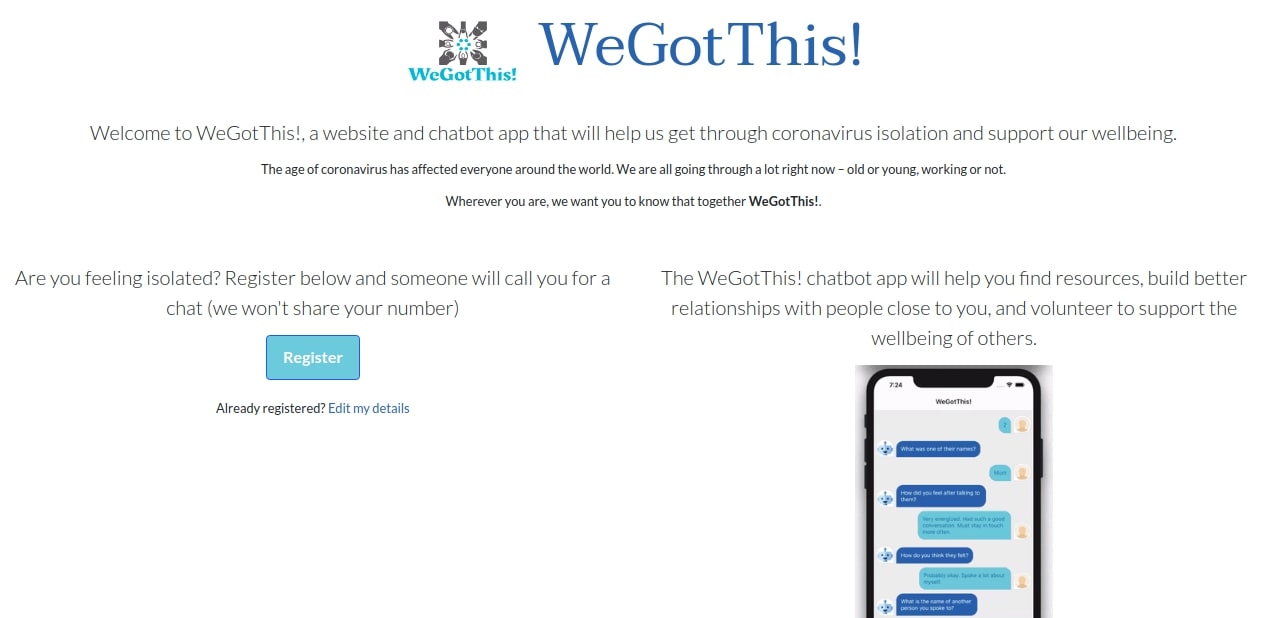 WeGotThis!
WeGotThis!
Welcome to WeGotThis!, a website and chatbot app that will help us get through coronavirus isolation and support our wellbeing.
The age of coronavirus has affected everyone around the world. We are all going through a lot right now – old or young, working or not.
Wherever you are, we want you to know that together WeGotThis!.
Are you feeling isolated? Register below and someone will call you for a
chat (we won't share your number)
Register
Already registered? Edit my details
The WeGotThis! chatbot app will help you find resources, build better
relationships with people close to you, and volunteer to support the
wellbeing of others.
7:24
WeGotThis!
2
What was one of their names?
Mum
How did you feel after talking to
them?
Very energized. Had such a good
conversation. Must stay in touch
more often.
How do you think they felt?
Probably okay. Spoke a lot about
myself.
What is the name of another
person you spoke to?